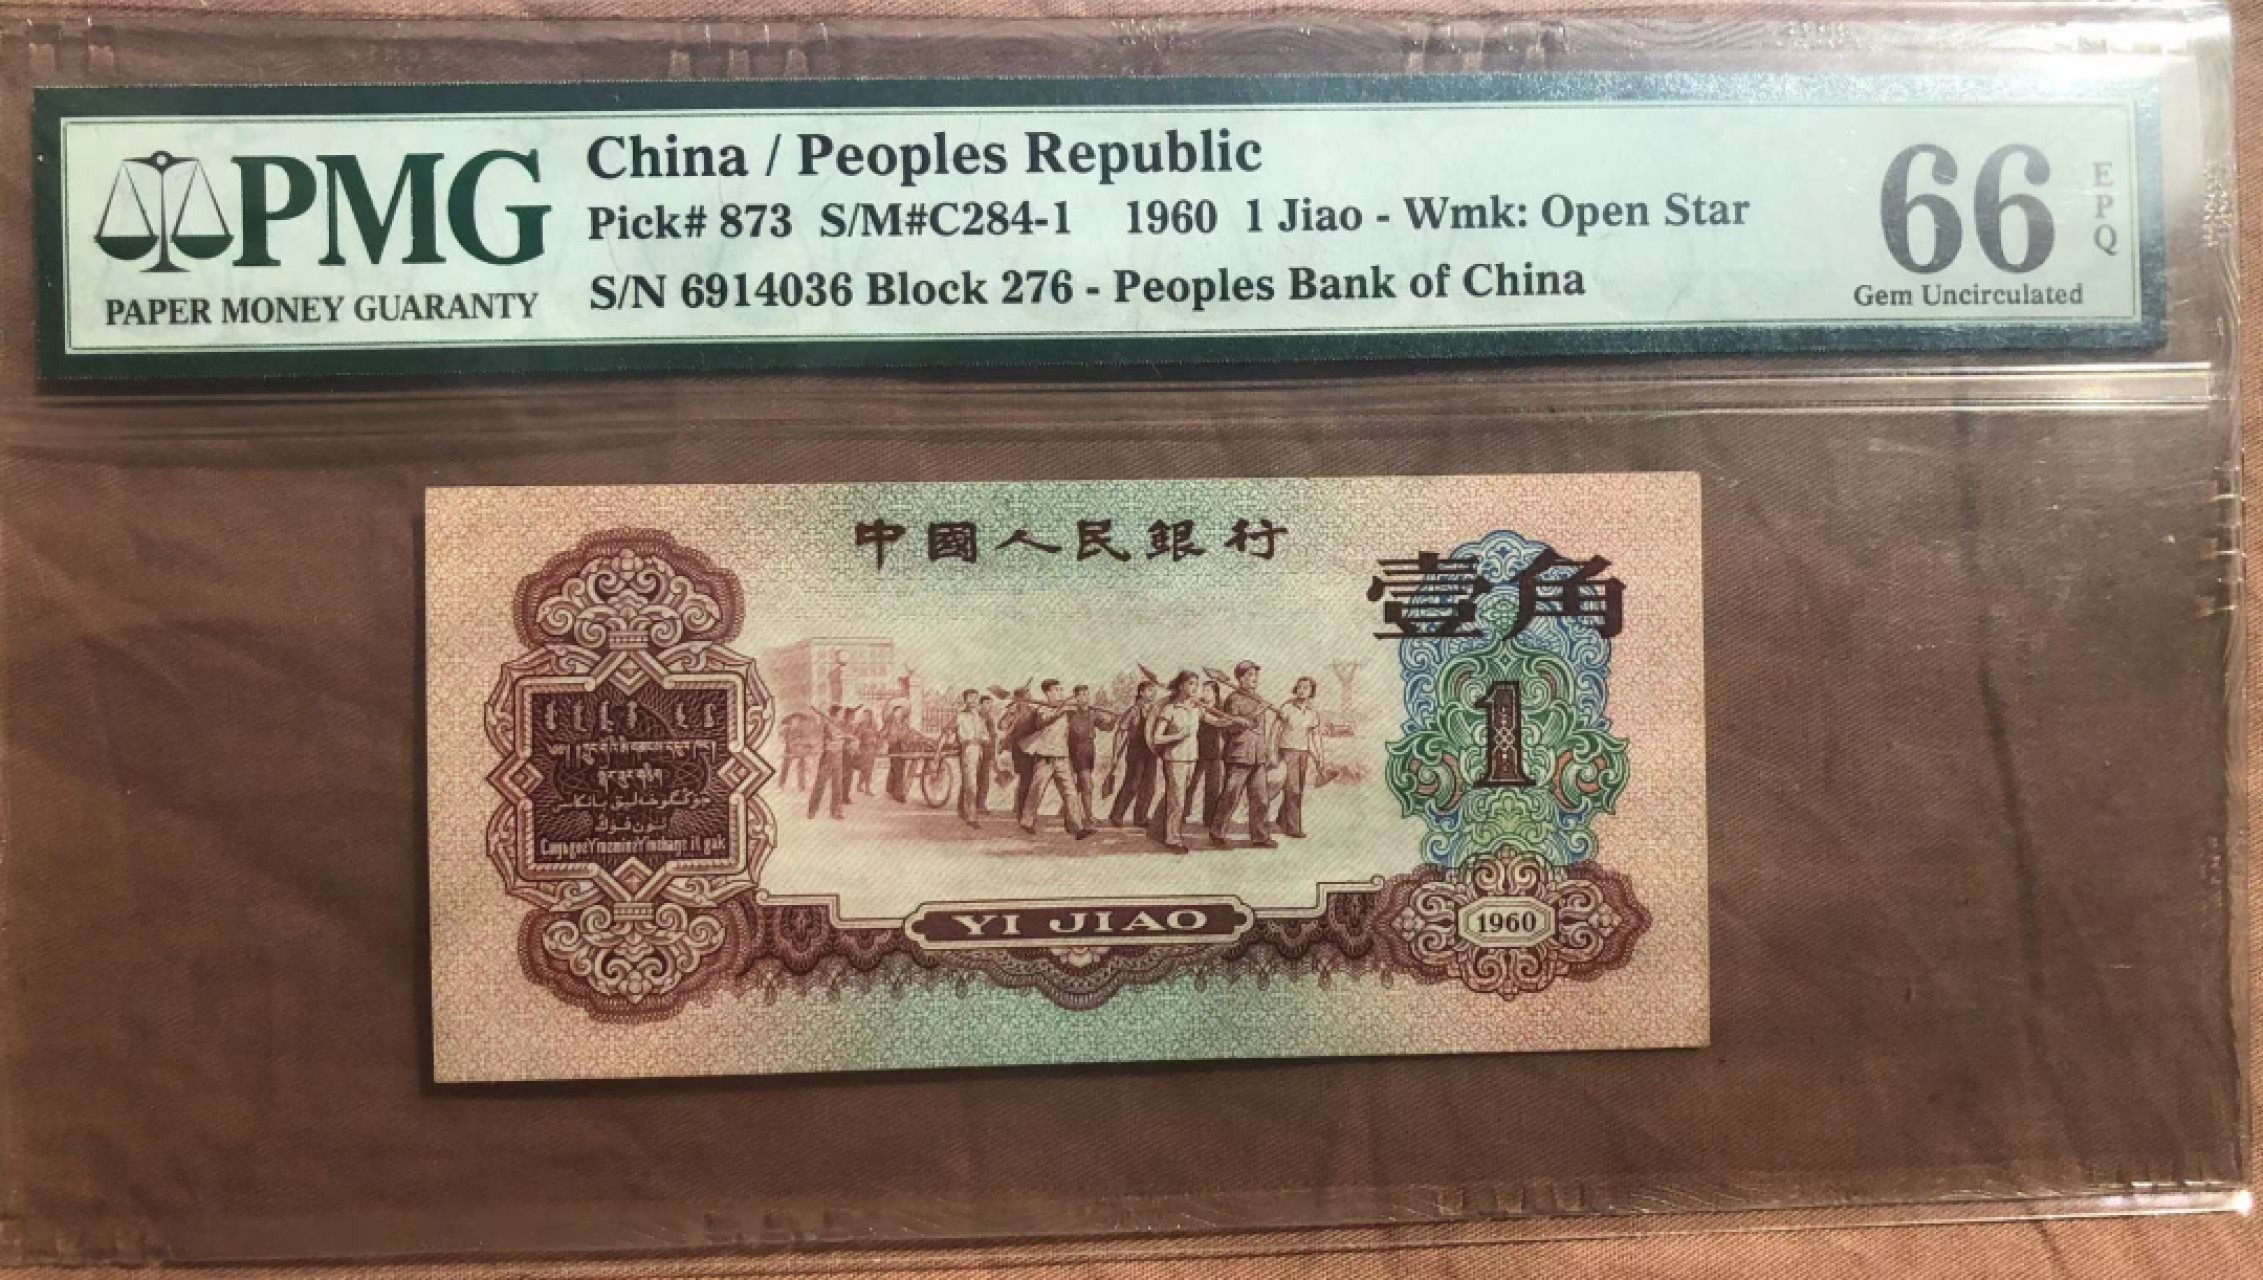 PMG
PAPER MONEY GUARANTY
China / Peoples Republic
Pick# 873 S/M#C284-1 1960 1 Jiao - Wmk: Open Star
S/N 6914036 Block 276 - Peoples Bank of China
66
EPQ
Gem Uncirculated
中國人民銀行
壹角
1
YI JIAO
1960